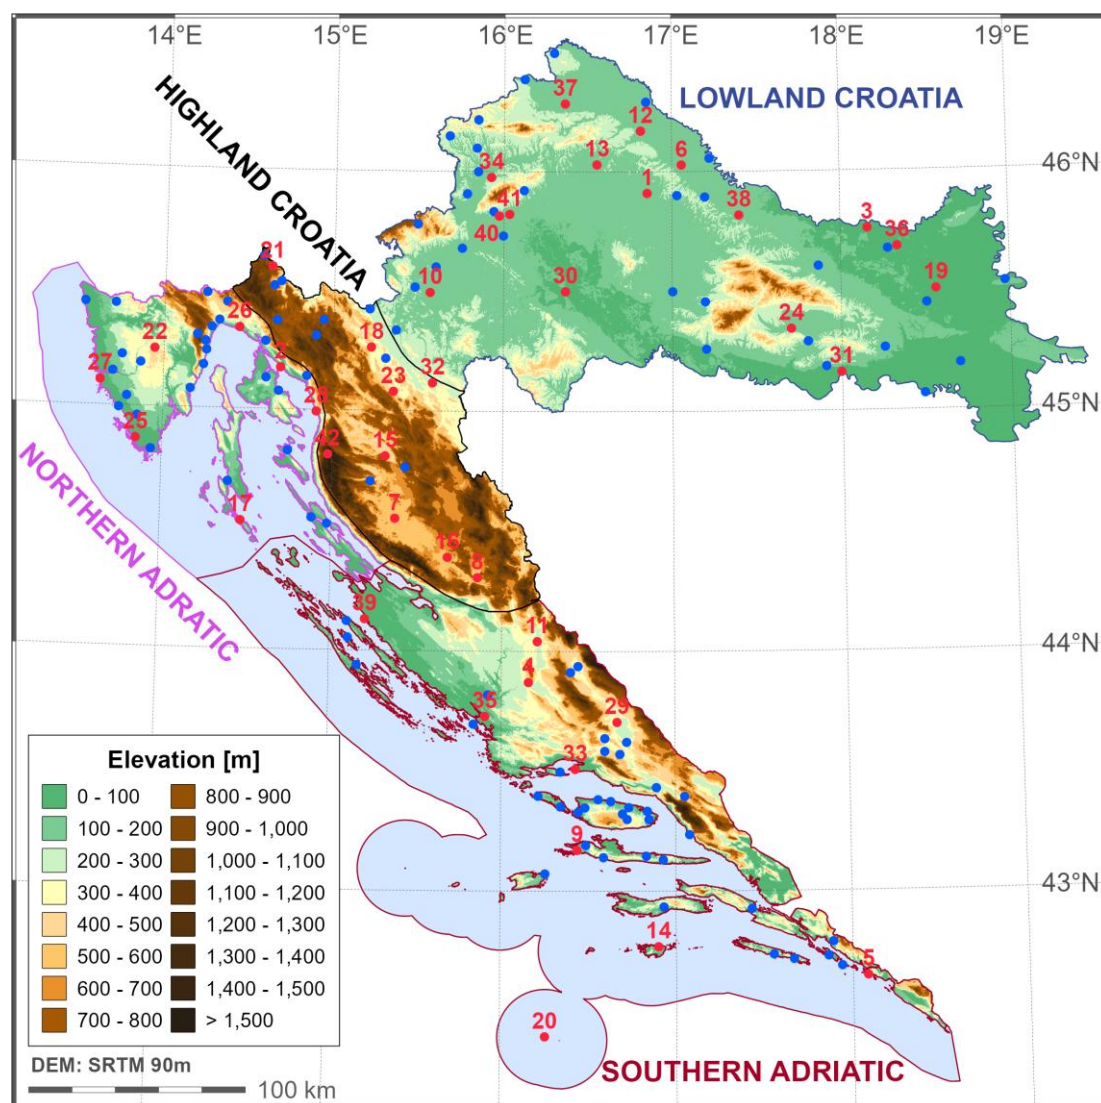 14°E 15°E 16°E 17°E 18°E 19°E
HIGHLAND CROATIA
LOWLAND CROATIA
37
12
13 6
46°N
34
1
41
38
40
3
36
21
10
30
19
26
24
22
18
2
31
27
23
32
28
25
45°N
42
15
NORTHERN ADRATIC
17
7
16
8
39
11
44°N
4
35
29
33
9
43°N
14
5
20
Elevation [m]
0 - 100 800 - 900
100 - 200 900 - 1,000
200 - 300 1,000 - 1,100
300 - 400 1,100 - 1,200
400 - 500 1,200 - 1,300
500 - 600 1,300 - 1,400
600 - 700 1,400 - 1,500
700 - 800 > 1,500
DEM: SRTM 90m
100 km
SOUTHERN ADRIATIC